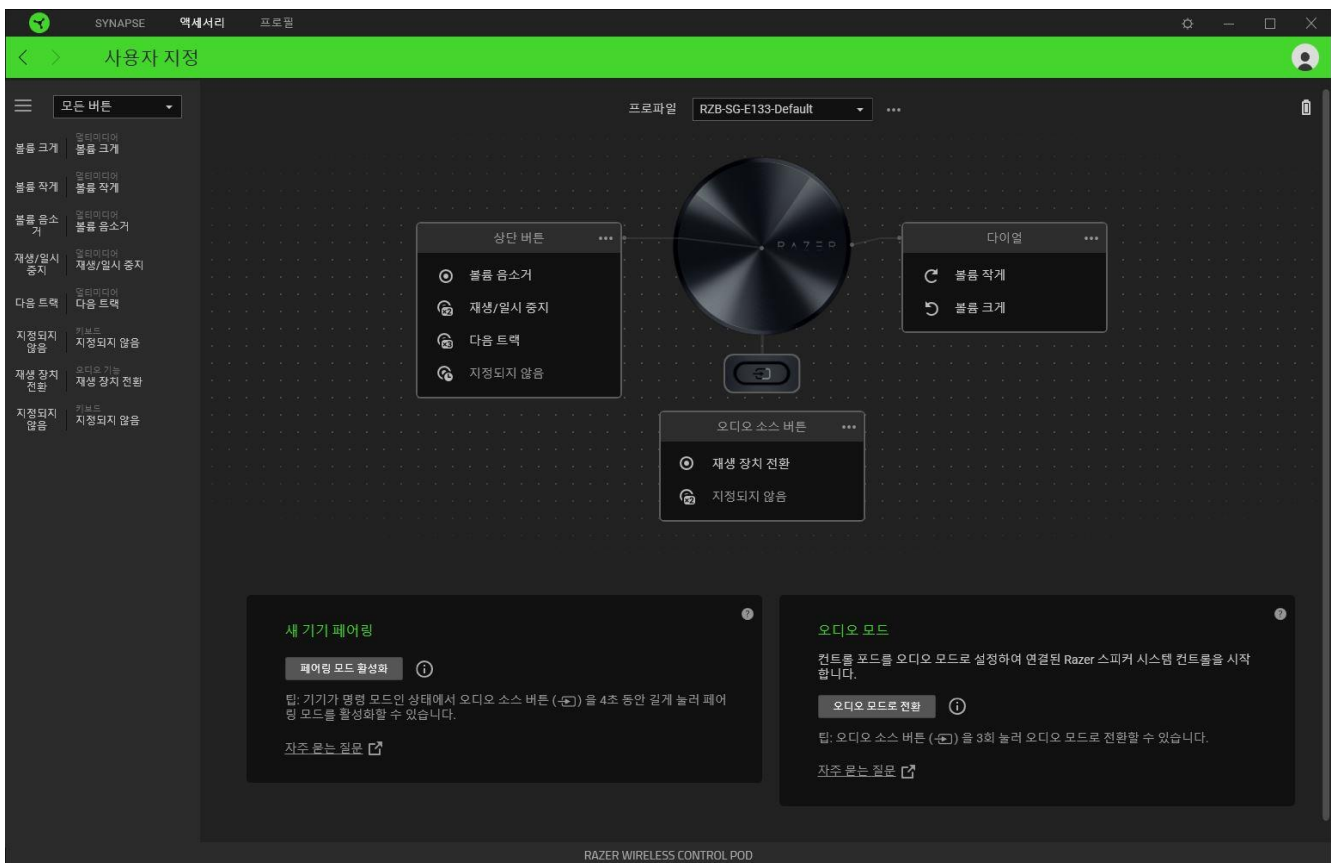 SYNAPSE 액세서리 프로필
사용자 지정
모든 버튼
프로파일 RZB-SG-E133-Default
볼륨 크게
멀티미디어
볼륨 크게
볼륨 작게
멀티미디어
볼륨 작게
볼륨 음소
거
멀티미디어
볼륨 음소거
재생/일시
중지
멀티미디어
재생/일시 중지
다음 트랙
멀티미디어
다음 트랙
지정되지
않음
키보드
지정되지 않음
재생 장치
전환
오디오 기능
재생 장치 전환
지정되지
않음
키보드
지정되지 않음
RAZER
상단 버튼
볼륨 음소거
x2 재생/일시 중지
x3 다음 트랙
지정되지 않음
다이얼
볼륨 작게
볼륨 크게
오디오 소스 버튼
재생 장치 전환
x2 지정되지 않음
새 기기 페어링
페어링 모드 활성화
팁: 기기가 명령 모드인 상태에서 오디오 소스 버튼 ( ) 을 4초 동안 길게 눌러 페어
링 모드를 활성화할 수 있습니다.
자주 묻는 질문
오디오 모드
컨트롤 포드를 오디오 모드로 설정하여 연결된 Razer 스피커 시스템 컨트롤을 시작
합니다.
오디오 모드로 전환
팁: 오디오 소스 버튼 ( ) 을 3회 눌러 오디오 모드로 전환할 수 있습니다.
자주 묻는 질문
RAZER WIRELESS CONTROL POD